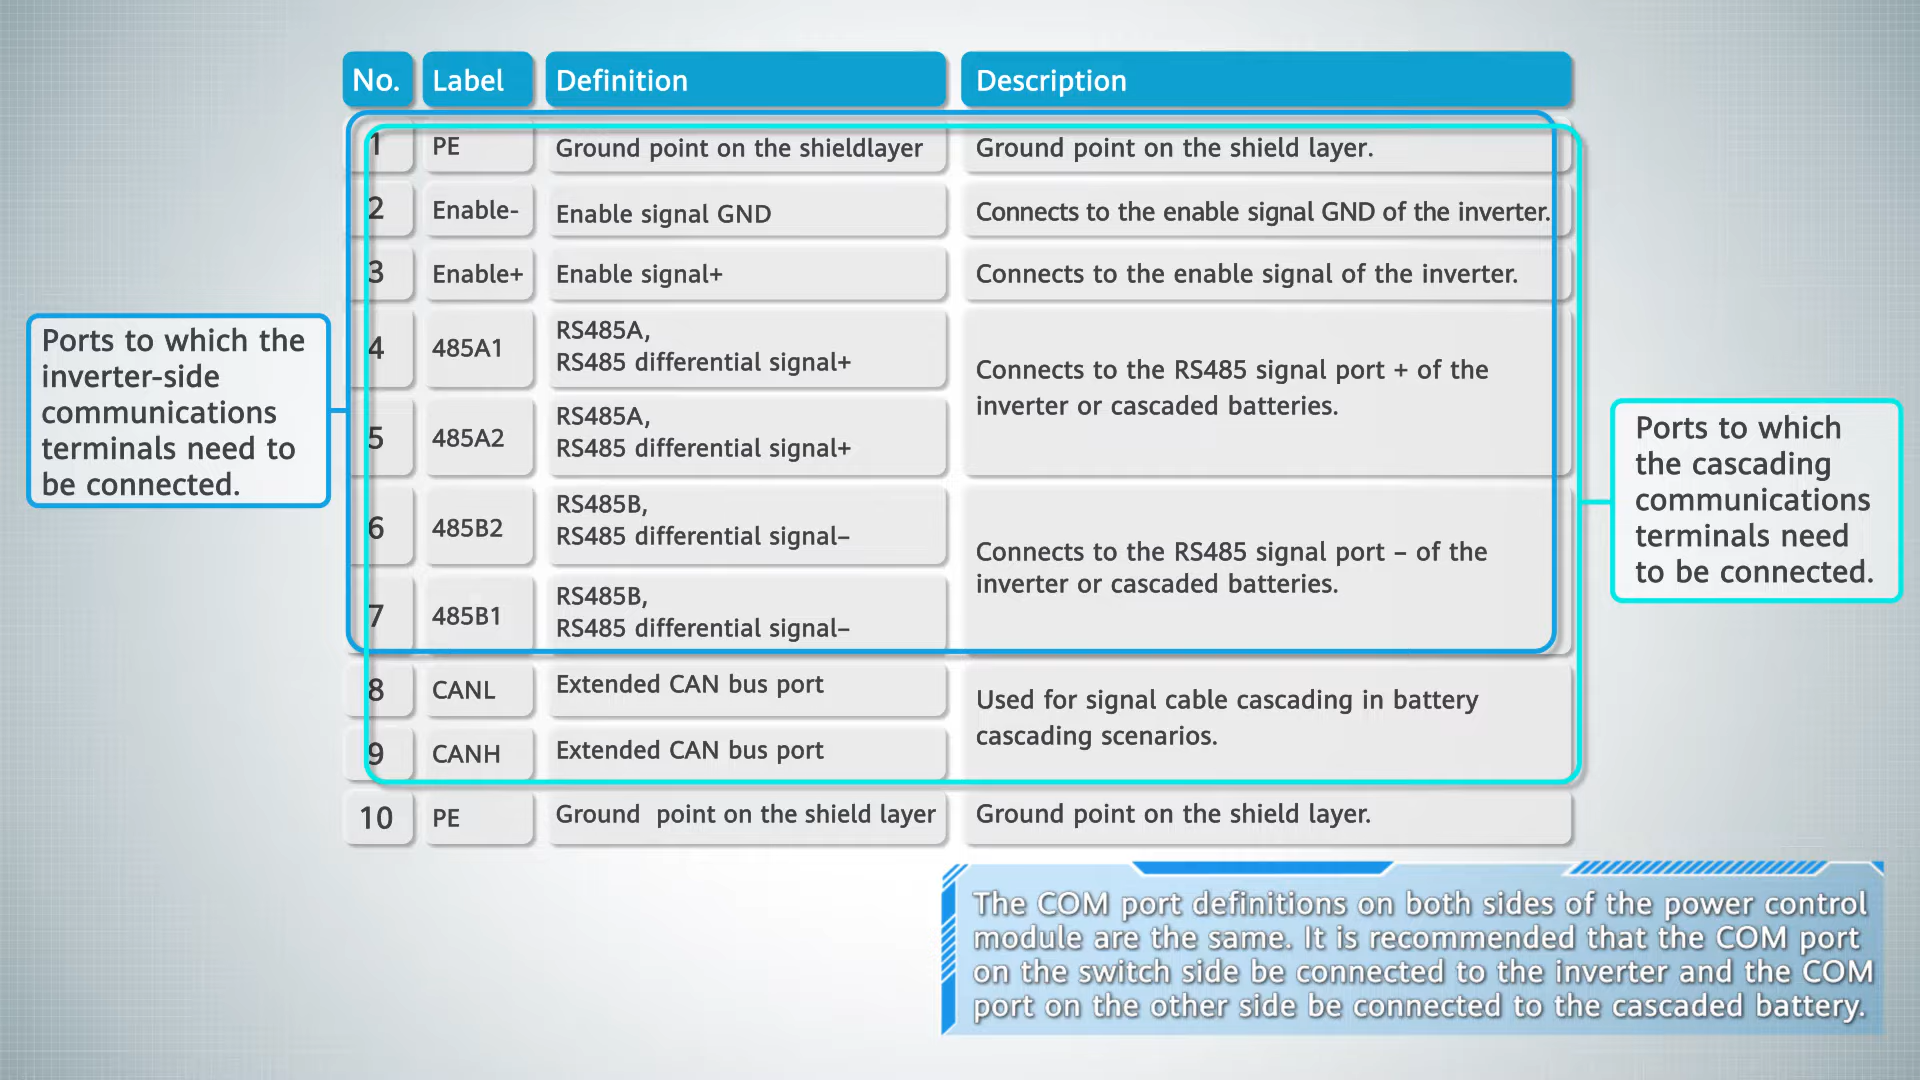 No. Label Definition Description
1 PE Ground point on the shieldlayer Ground point on the shield layer.
2 Enable- Enable signal GND Connects to the enable signal GND of the inverter.
3 Enable+ Enable signal+ Connects to the enable signal of the inverter.
4 485A1 RS485A,
RS485 differential signal+
5 485A2 RS485A,
RS485 differential signal+
Connects to the RS485 signal port + of the
inverter or cascaded batteries.
6 485B2 RS485B,
RS485 differential signal–
7 485B1 RS485B,
RS485 differential signal–
Connects to the RS485 signal port – of the
inverter or cascaded batteries.
8 CANL Extended CAN bus port
9 CANH Extended CAN bus port
Used for signal cable cascading in battery
cascading scenarios.
10 PE Ground point on the shield layer Ground point on the shield layer.
Ports to which the
inverter-side
communications
terminals need to
be connected.
Ports to which
the cascading
communications
terminals need
to be connected.
The COM port definitions on both sides of the power control
module are the same. It is recommended that the COM port
on the switch side be connected to the inverter and the COM
port on the other side be connected to the cascaded battery.